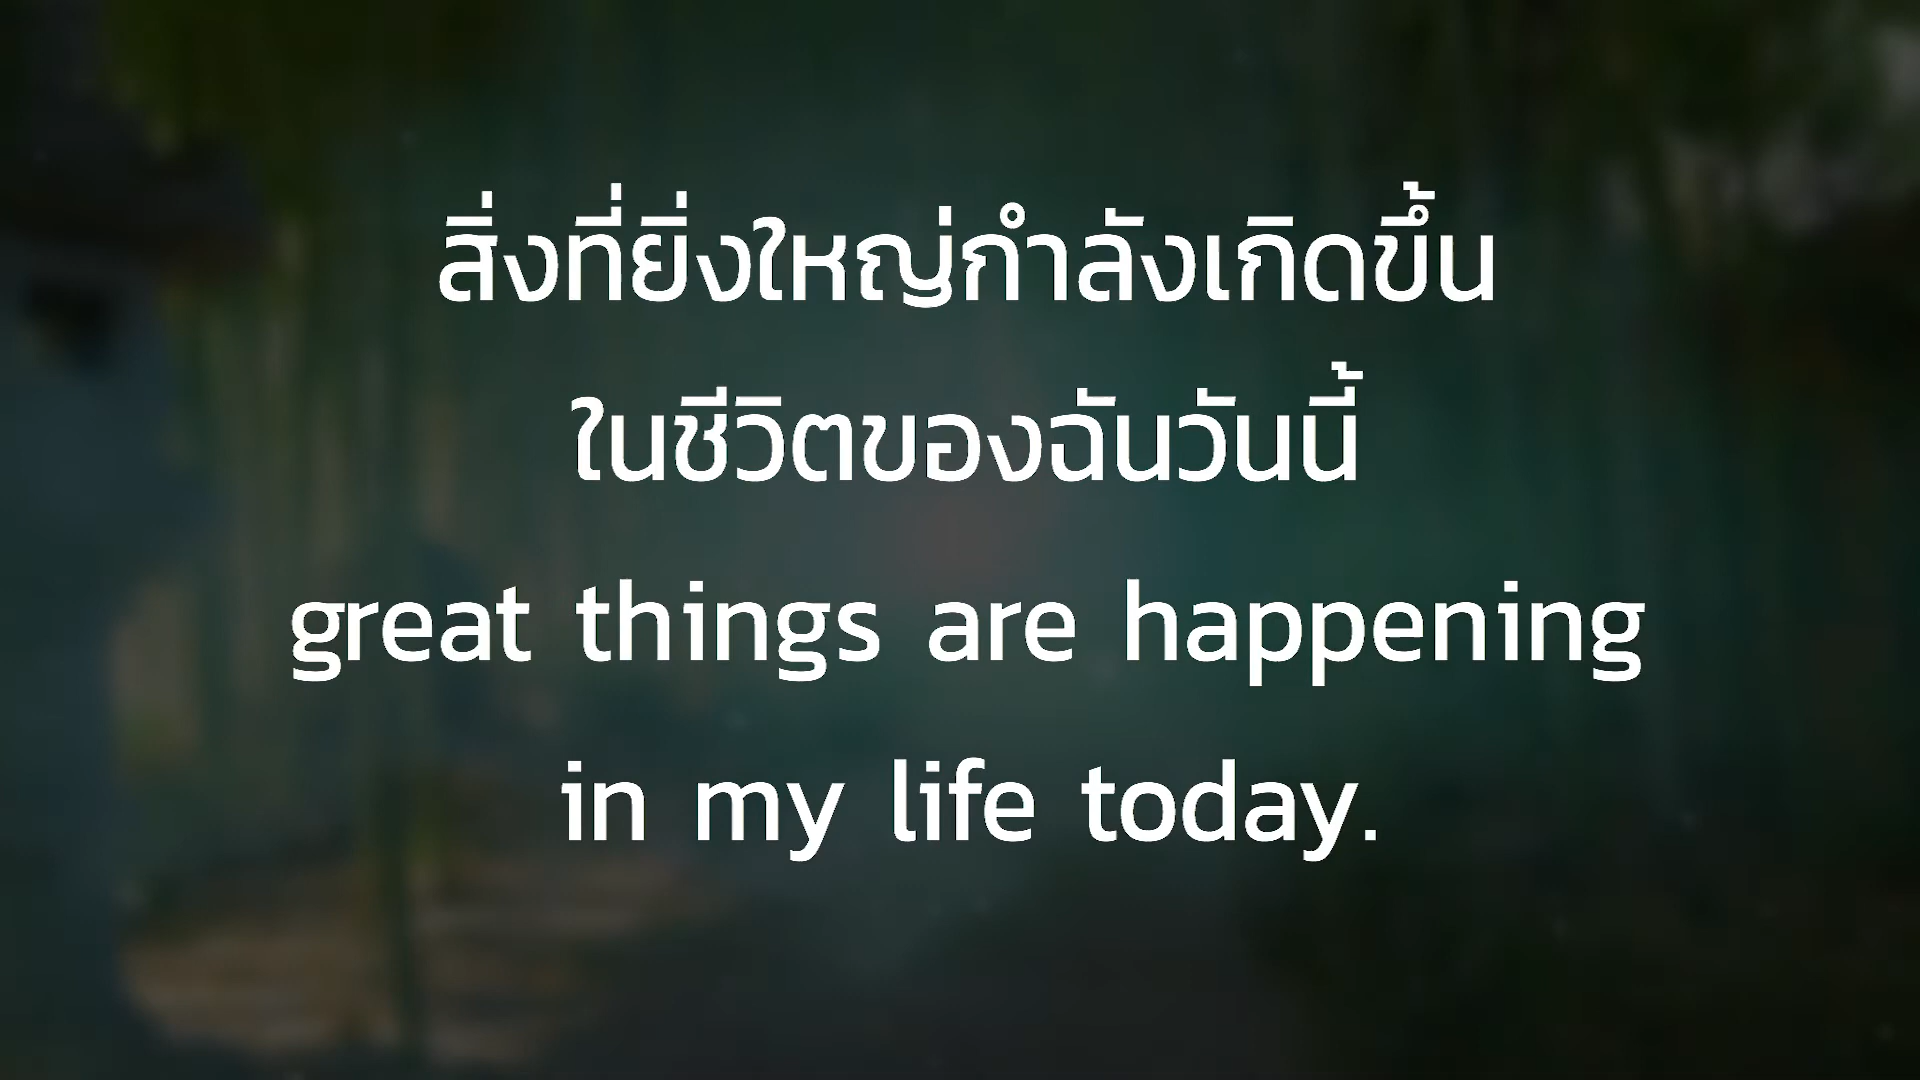 สิ่งที่ยิ่งใหญ่กำลังเกิดขึ้น
ในชีวิตของฉันวันนี้
great things are happening
in my life today.